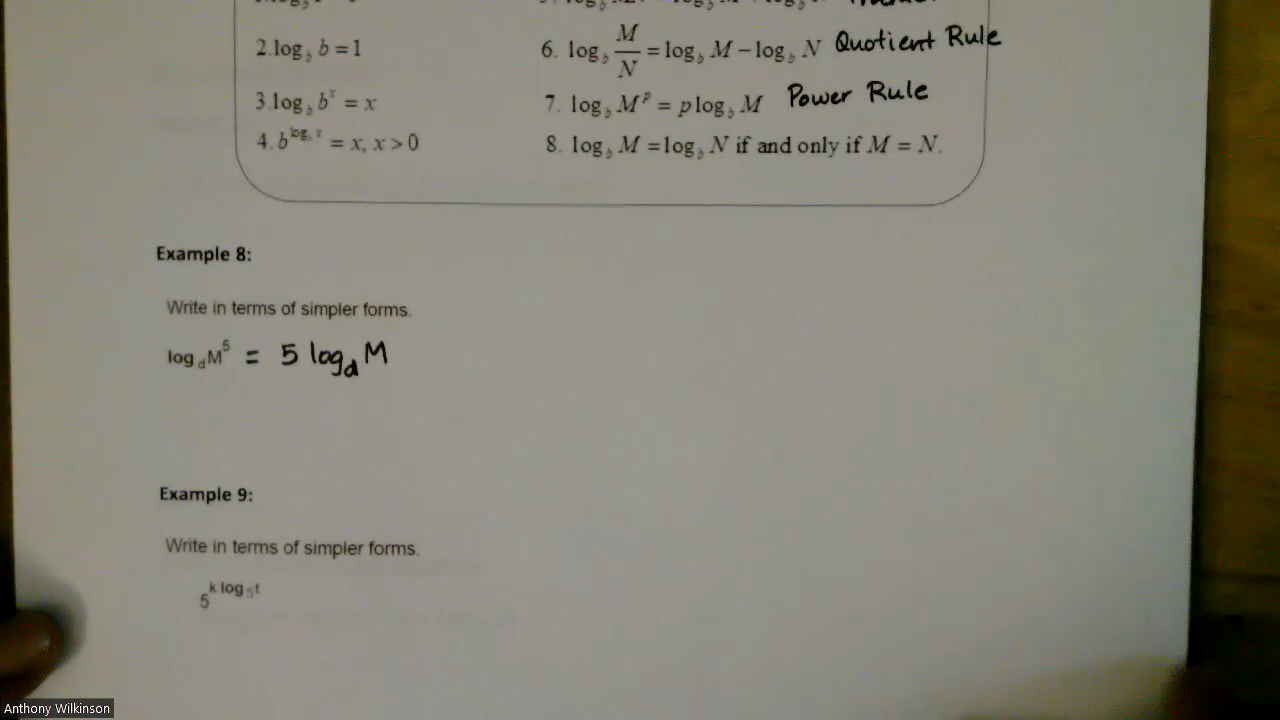 2. log_b b = 1
6. log_b M/N = log_b M − log_b N Quotient Rule
3. log_b b^x = x
7. log_b M^p = p log_b M Power Rule
4. b^(log_b x) = x, x > 0
8. log_b M = log_b N if and only if M = N.
Example 8:
Write in terms of simpler forms.
log_d M^5 = 5 log_d M
Example 9:
Write in terms of simpler forms.
5^(k log_5 t)
Anthony Wilkinson